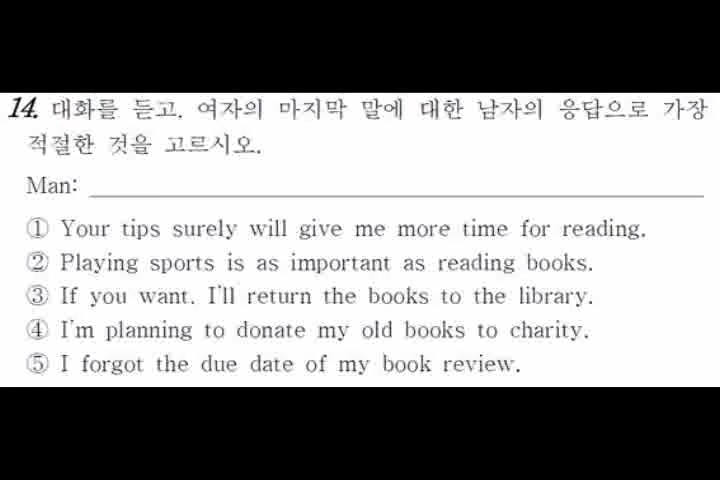 14. 대화를 듣고, 여자의 마지막 말에 대한 남자의 응답으로 가장
적절한 것을 고르시오.
Man:
① Your tips surely will give me more time for reading.
② Playing sports is as important as reading books.
③ If you want, I'll return the books to the library.
④ I'm planning to donate my old books to charity.
⑤ I forgot the due date of my book review.